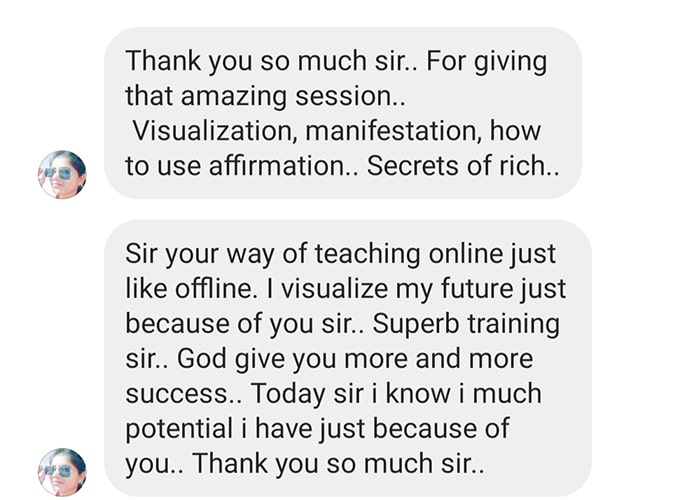 Thank you so much sir.. For giving
that amazing session..
Visualization, manifestation, how
to use affirmation.. Secrets of rich..
Sir your way of teaching online just
like offline. I visualize my future just
because of you sir.. Superb training
sir.. God give you more and more
success.. Today sir i know i much
potential i have just because of
you.. Thank you so much sir..